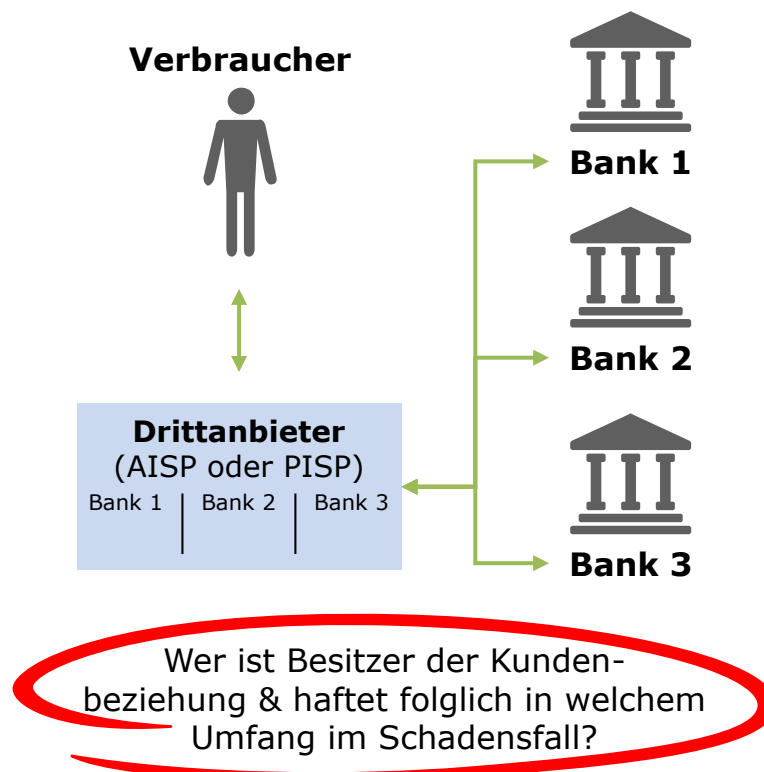 Verbraucher
Bank 1
Bank 2
Bank 3
Drittanbieter
(AISP oder PISP)
Bank 1 Bank 2 Bank 3
Wer ist Besitzer der Kunden-
beziehung & haftet folglich in welchem
Umfang im Schadensfall?